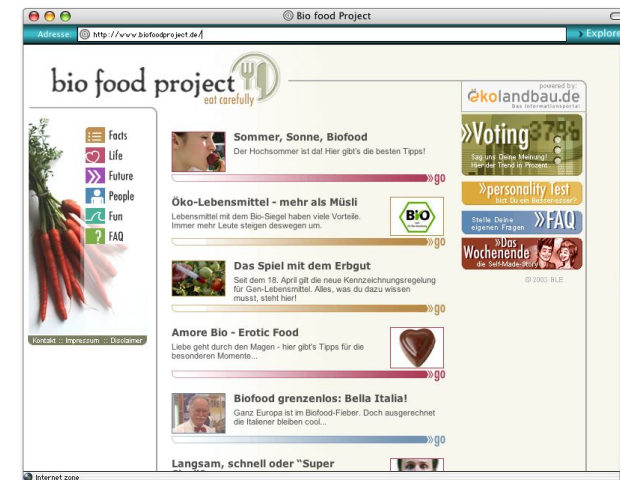 Bio food Project
Adresse: http://www.biofoodproject.de/
Explore
bio food project
eat carefully
Facts
Life
Future
People
Fun
FAQ
Kontakt :: Impressum :: Disclaimer
Sommer, Sonne, Biofood
Der Hochsommer ist da! Hier gibt's die besten Tipps!
»go
Öko-Lebensmittel - mehr als Müsli
Lebensmittel mit dem Bio-Siegel haben viele Vorteile.
Immer mehr Leute steigen deswegen um.
BIO
»go
Das Spiel mit dem Erbgut
Seit dem 18. April gilt die neue Kennzeichnungsregelung
für Gen-Lebensmittel. Alles, was du dazu wissen
musst, steht hier!
»go
Amore Bio - Erotic Food
Liebe geht durch den Magen - hier gibt's Tipps für die
besonderen Momente...
»go
Biofood grenzenlos: Bella Italia!
Ganz Europa ist im Biofood-Fieber. Doch ausgerechnet
die Italiener bleiben cool...
»go
Langsam, schnell oder "Super
powered by:
ökolandbau.de
Das Informationsportal
»Voting
Sag uns Deine Meinung!
Hier der Trend in Prozent.
»personality Test
bist Du ein Besser-esser?
Stelle Deine
eigenen Fragen »FAQ
»Das
Wochenende
die Self-Made-Story
© 2003 BLE
Internet zone